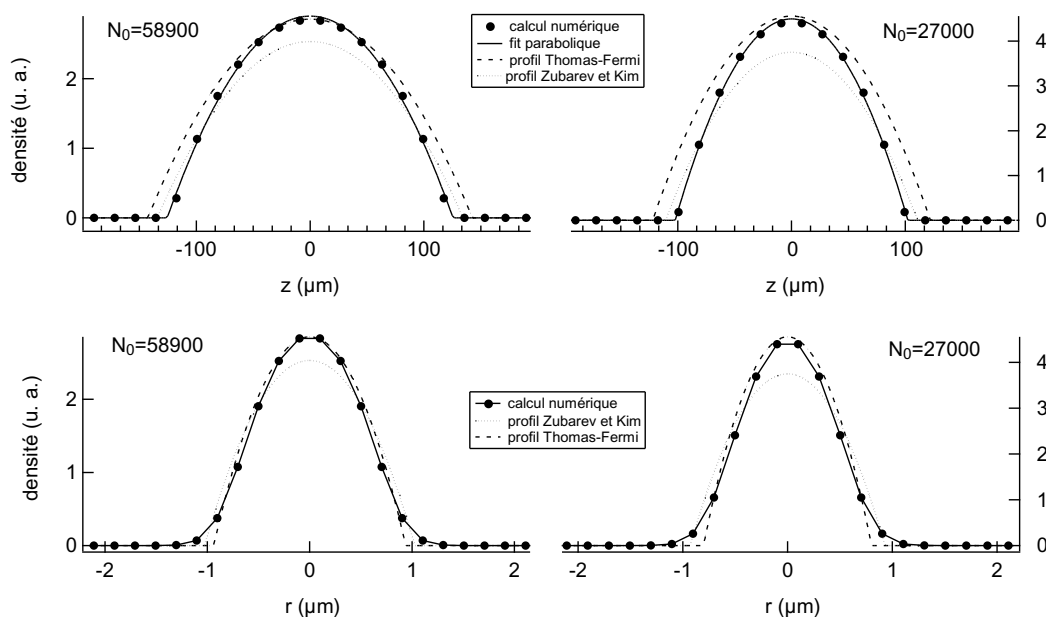 N0=58900
calcul numérique
fit parabolique
profil Thomas-Fermi
profil Zubarev et Kim
N0=27000
densité (u. a.)
2
1
0
4
3
2
1
0
-100
0
100
-100
0
100
z (µm)
z (µm)
N0=58900
calcul numérique
profil Zubarev et Kim
profil Thomas-Fermi
N0=27000
densité (u. a.)
2
1
0
4
3
2
1
0
-2
-1
0
1
2
-2
-1
0
1
2
r (µm)
r (µm)